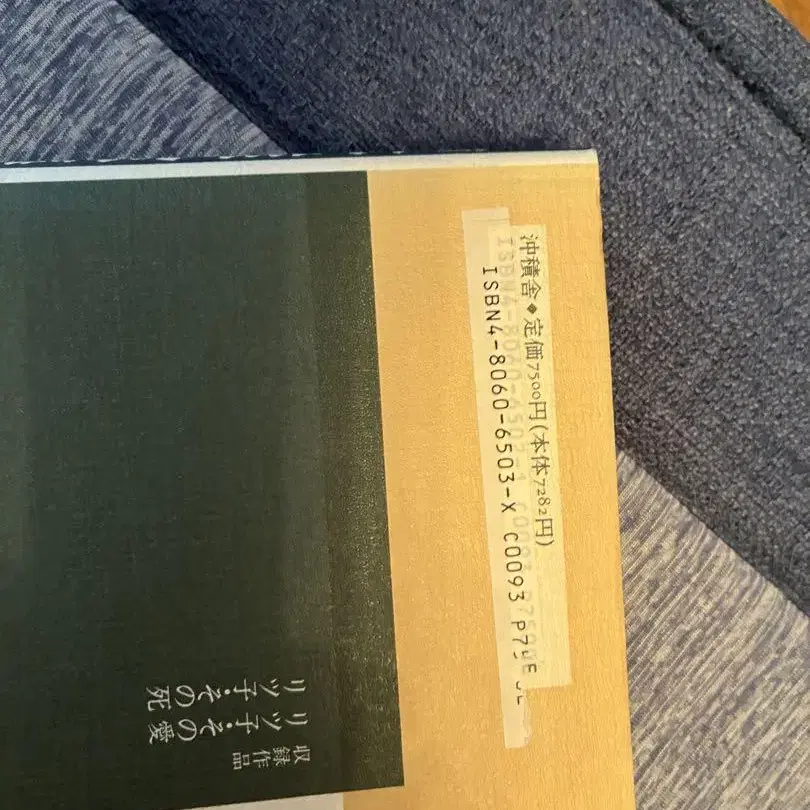 沖積舎◆定価7500円(本体7282円)
ISBN4-8060-6503-X C0093
収録作品
リツ子・その愛
リツ子・その死